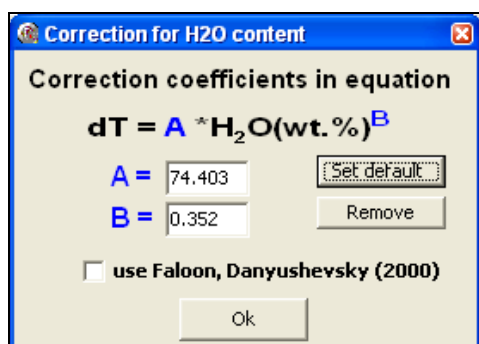 Correction for H2O content
Correction coefficients in equation
dT = A *H₂O(wt.%)ᴮ
A = 74.403 Set default
B = 0.352 Remove
use Faloon, Danyushevsky (2000)
Ok